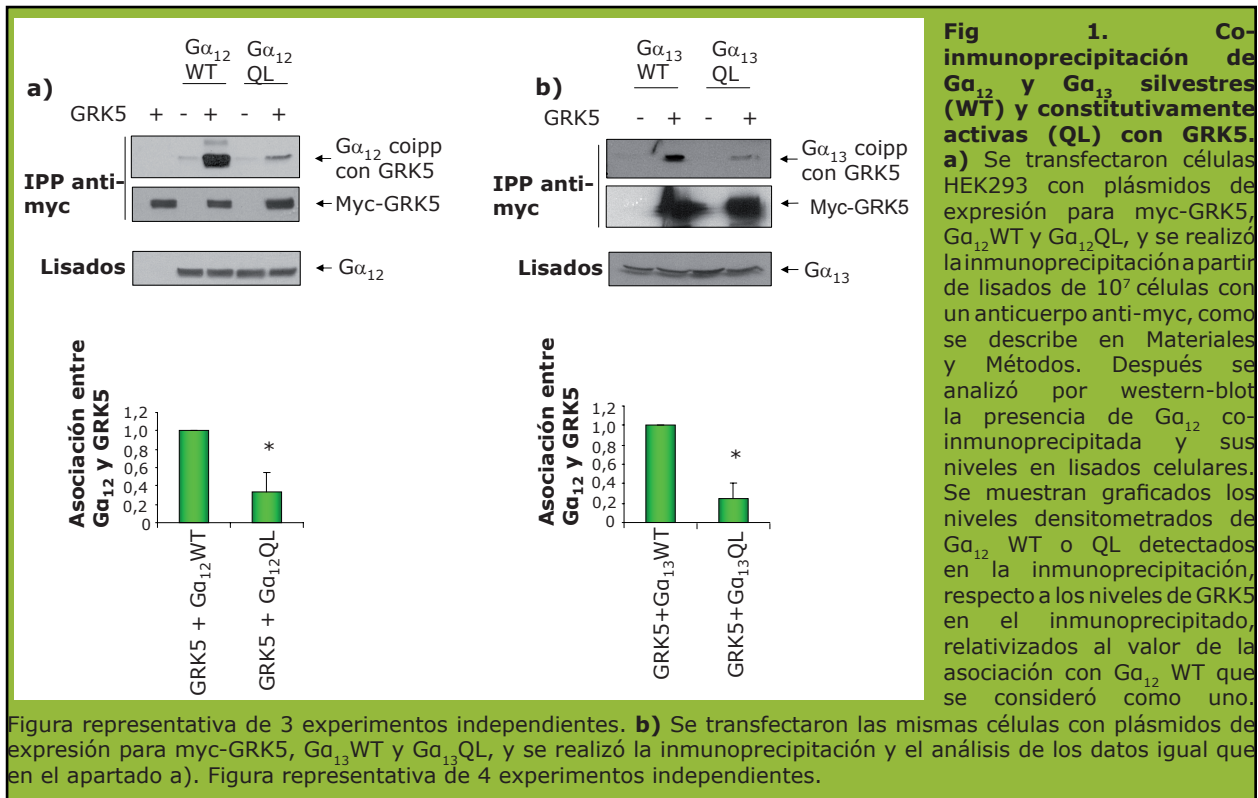 Gα12 WT
Gα12 QL
a)
GRK5 + - + - +
IPP anti-myc
Gα12 coipp con GRK5
Myc-GRK5
Lisados
Gα12
Asociación entre Gα12 y GRK5
1,2
1,0
0,8
0,6
0,4
0,2
0
*
GRK5 + Gα12WT
GRK5 + Gα12QL
Gα13 WT
Gα13 QL
b)
GRK5 - + - +
IPP anti-myc
Gα13 coipp con GRK5
Myc-GRK5
Lisados
Gα13
Asociación entre Gα12 y GRK5
1,2
1,0
0,8
0,6
0,4
0,2
0
*
GRK5+Gα13WT
GRK5+Gα13QL
Fig 1. Co-
inmunoprecipitación de
Gα12 y Gα13 silvestres
(WT) y constitutivamente
activas (QL) con GRK5.
a) Se transfectaron células
HEK293 con plásmidos de
expresión para myc-GRK5,
Gα12WT y Gα12QL, y se realizó
la inmunoprecipitación a partir
de lisados de 10⁷ células con
un anticuerpo anti-myc, como
se describe en Materiales
y Métodos. Después se
analizó por western-blot
la presencia de Gα12 co-
inmunoprecipitada y sus
niveles en lisados celulares.
Se muestran graficados los
niveles densitometrados de
Gα12 WT o QL detectados
en la inmunoprecipitación,
respecto a los niveles de GRK5
en el inmunoprecipitado,
relativizados al valor de la
asociación con Gα12 WT que
se consideró como uno.
Figura representativa de 3 experimentos independientes. b) Se transfectaron las mismas células con plásmidos de
expresión para myc-GRK5, Gα13WT y Gα13QL, y se realizó la inmunoprecipitación y el análisis de los datos igual que
en el apartado a). Figura representativa de 4 experimentos independientes.